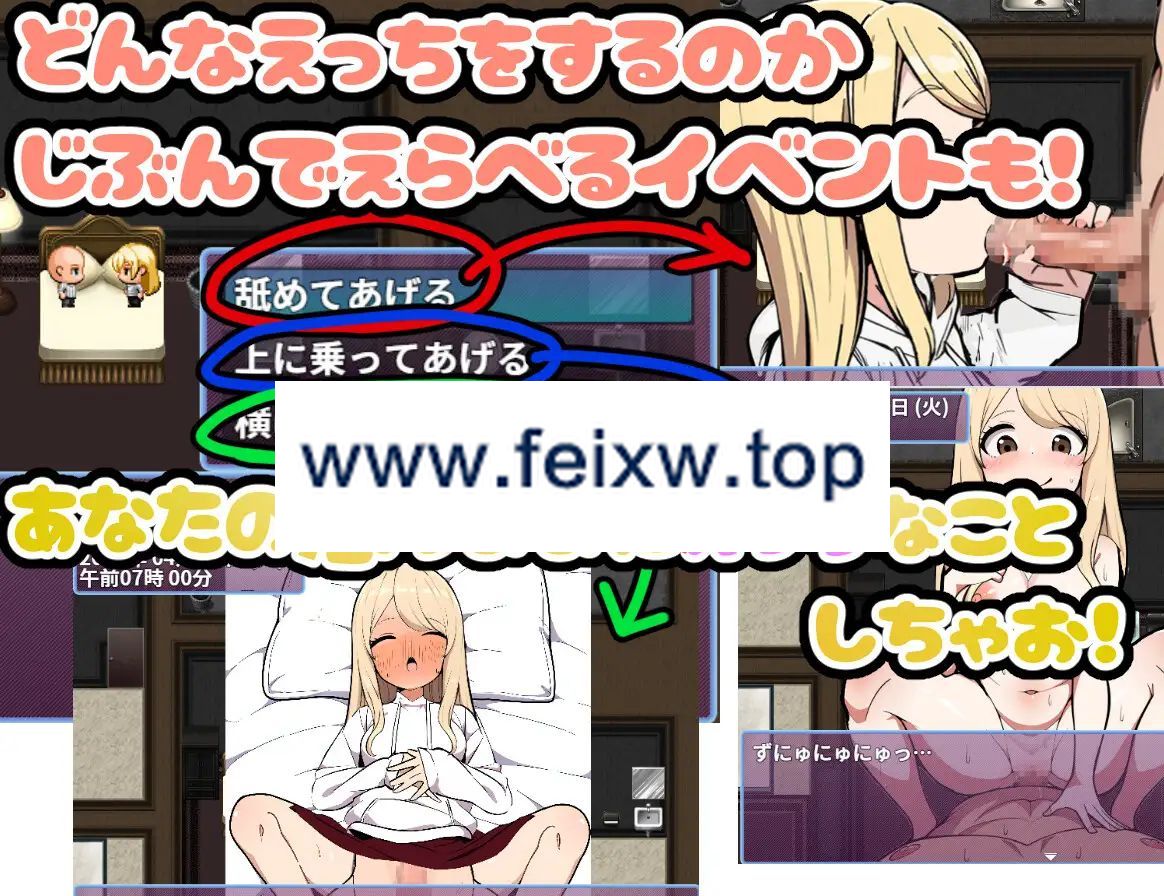 どんなえっちをするのか
じぶんでえらべるイベントも!
舐めてあげる
上に乗ってあげる
横
日 (火)
www.feixw.top
あなたの
なこと
しちゃお!
午前07時 00分
ずにゅにゅにゅっ…